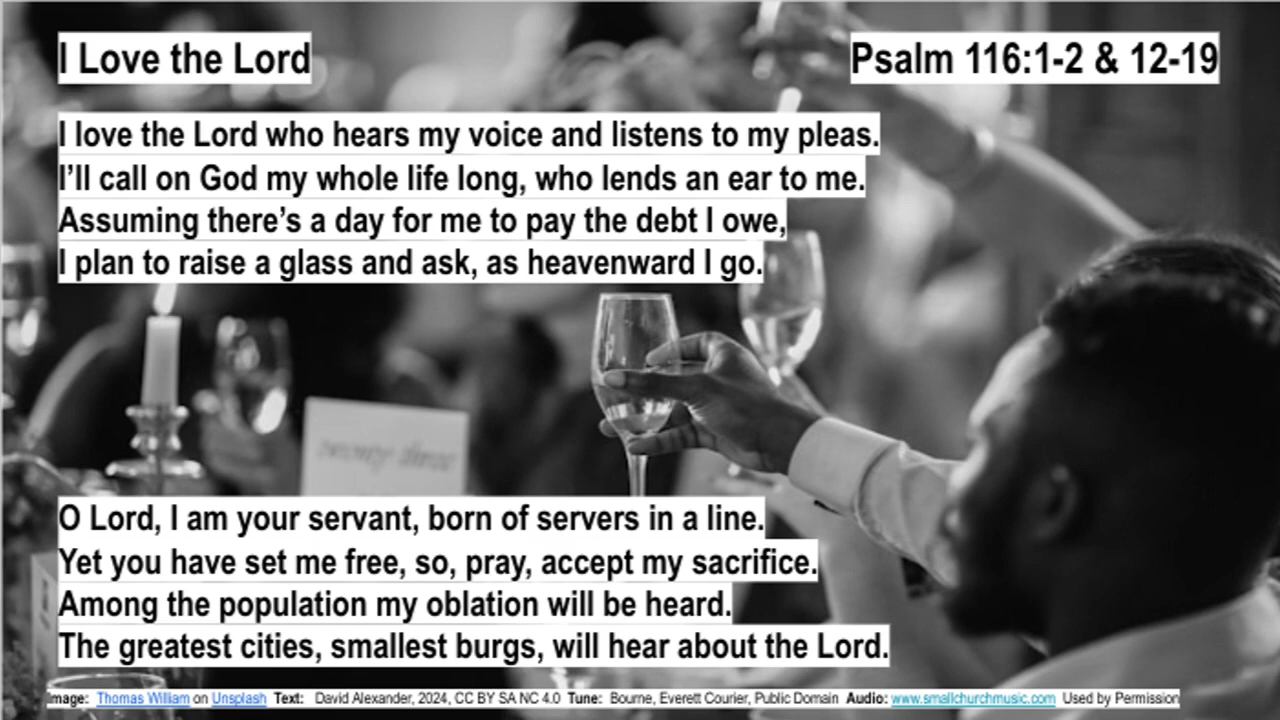 I Love the Lord
Psalm 116:1-2 & 12-19
I love the Lord who hears my voice and listens to my pleas.
I’ll call on God my whole life long, who lends an ear to me.
Assuming there’s a day for me to pay the debt I owe,
I plan to raise a glass and ask, as heavenward I go.
twenty three
O Lord, I am your servant, born of servers in a line.
Yet you have set me free, so, pray, accept my sacrifice.
Among the population my oblation will be heard.
The greatest cities, smallest burgs, will hear about the Lord.
Image: Thomas William on Unsplash Text: David Alexander, 2024, CC BY SA NC 4.0 Tune: Bourne, Everett Courier, Public Domain Audio: www.smallchurchmusic.com Used by Permission